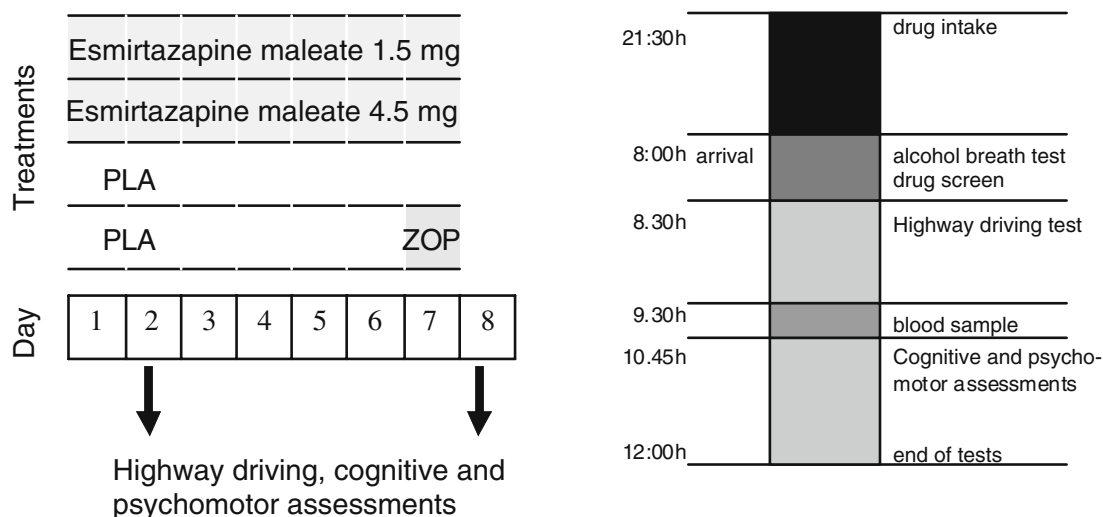 Treatments
Esmirtazapine maleate 1.5 mg
Esmirtazapine maleate 4.5 mg
PLA
PLA ZOP
Day
1 2 3 4 5 6 7 8
Highway driving, cognitive and
psychomotor assessments
21:30h drug intake
8:00h arrival alcohol breath test
drug screen
8.30h Highway driving test
9.30h blood sample
10.45h Cognitive and psycho-
motor assessments
12:00h end of tests